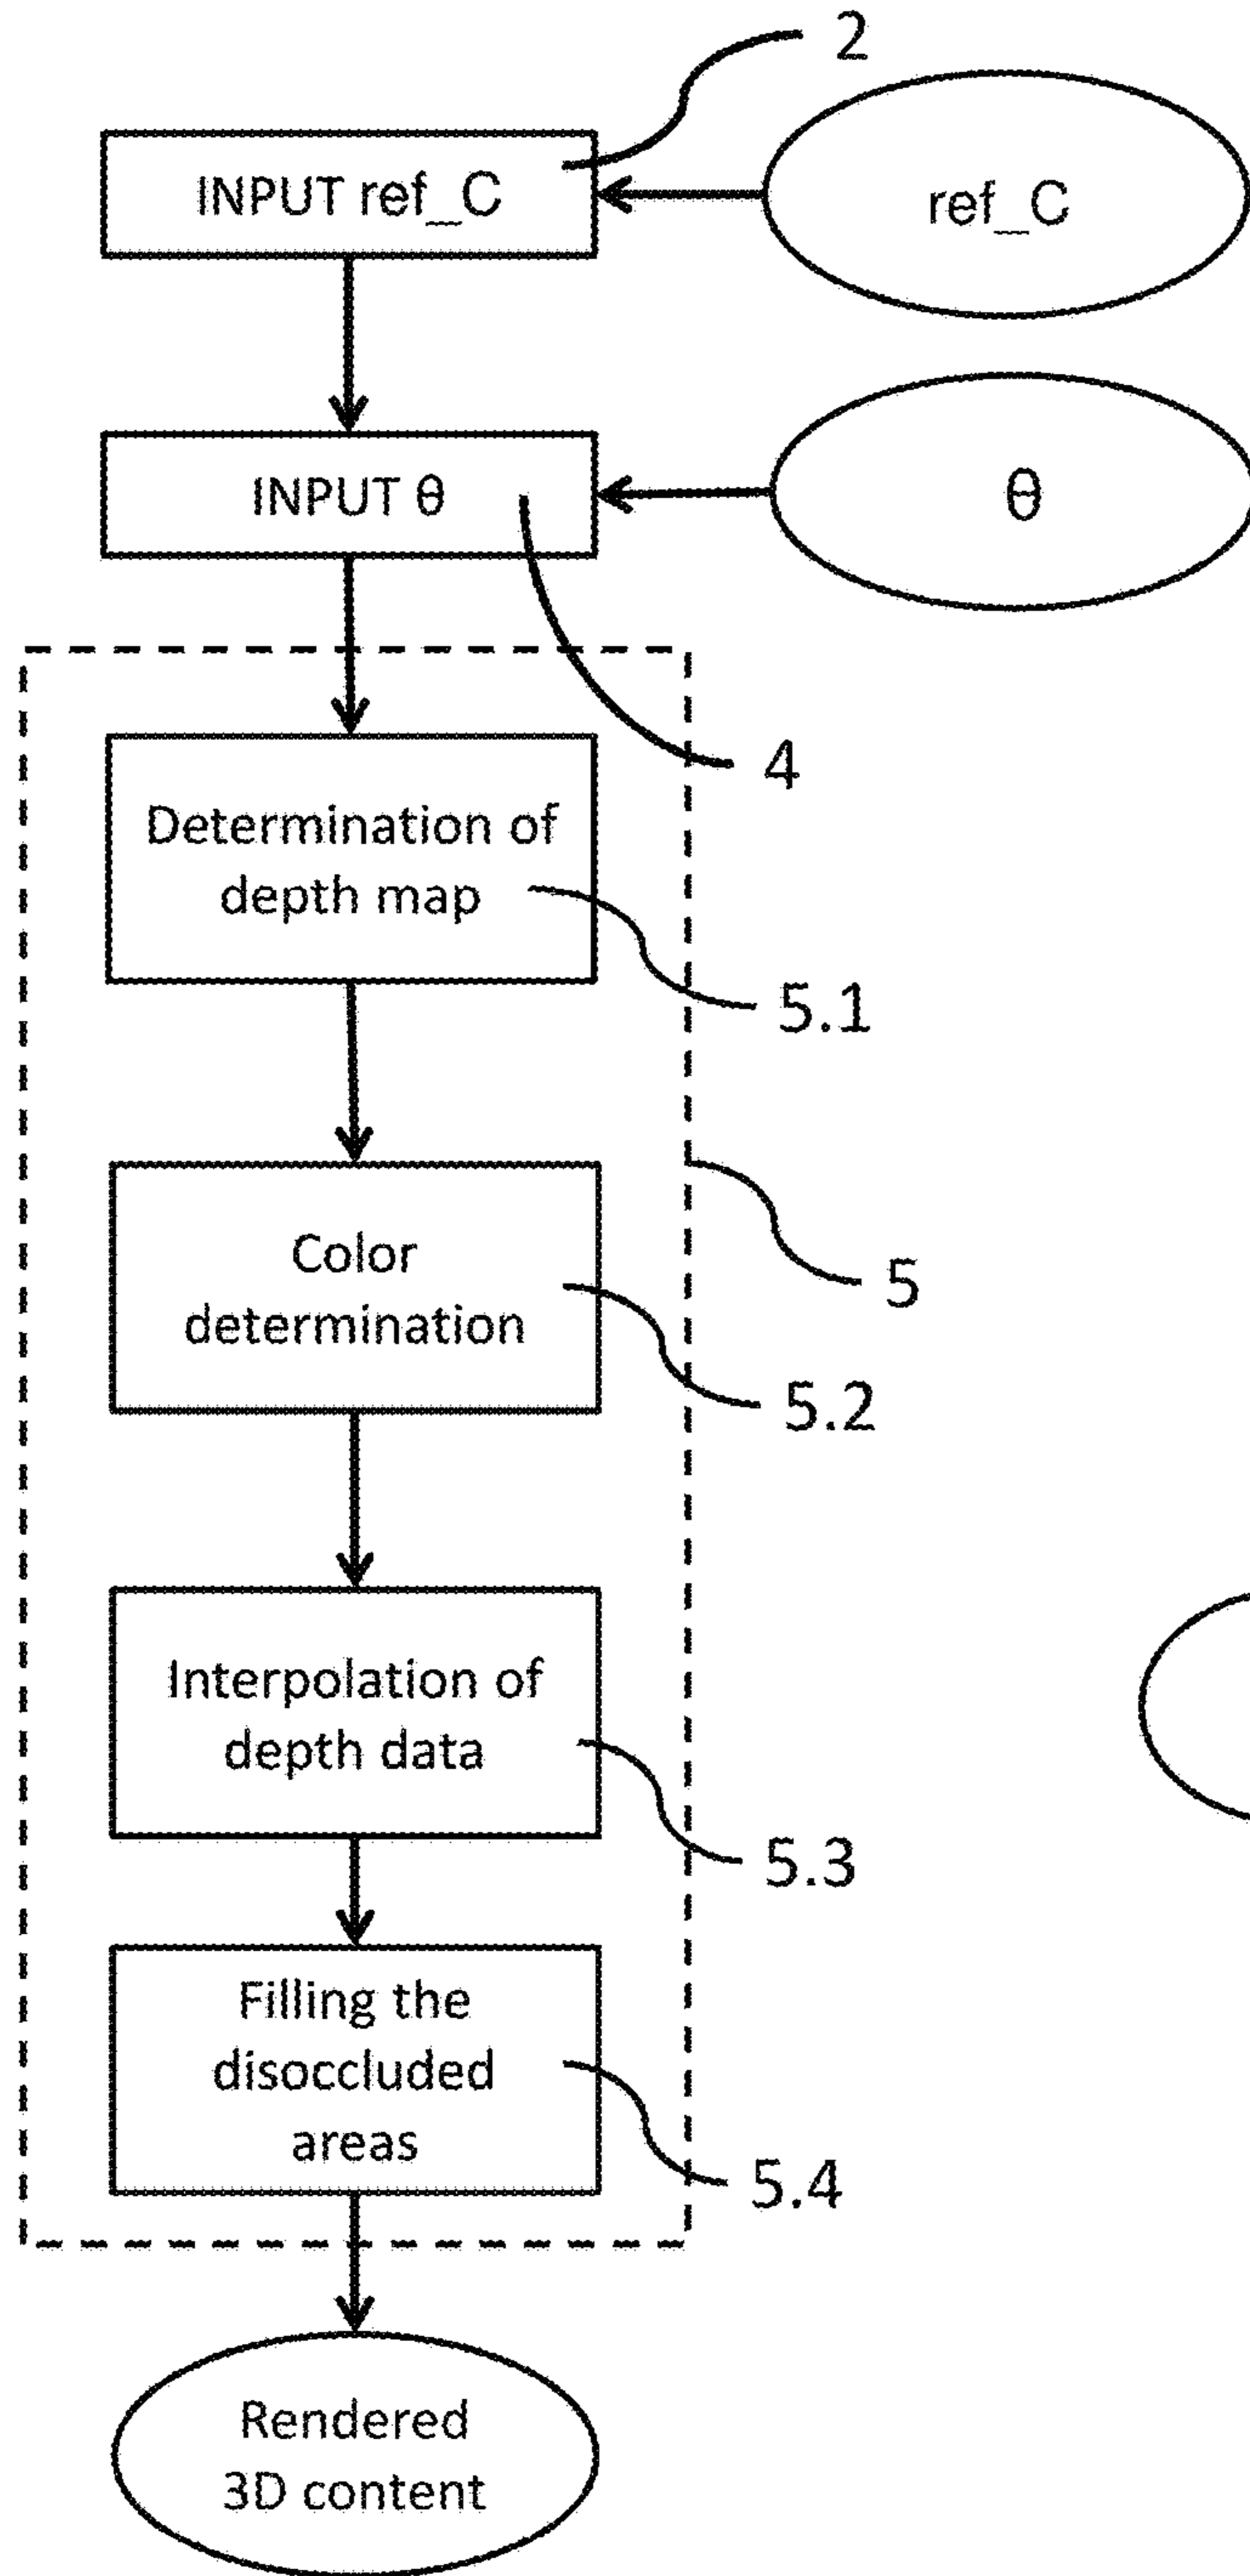 2
INPUT ref_C
ref_C
INPUT θ
θ
4
Determination of
depth map
5.1
Color
determination
5
5.2
Interpolation of
depth data
5.3
Filling the
disoccluded
areas
5.4
Rendered
3D content